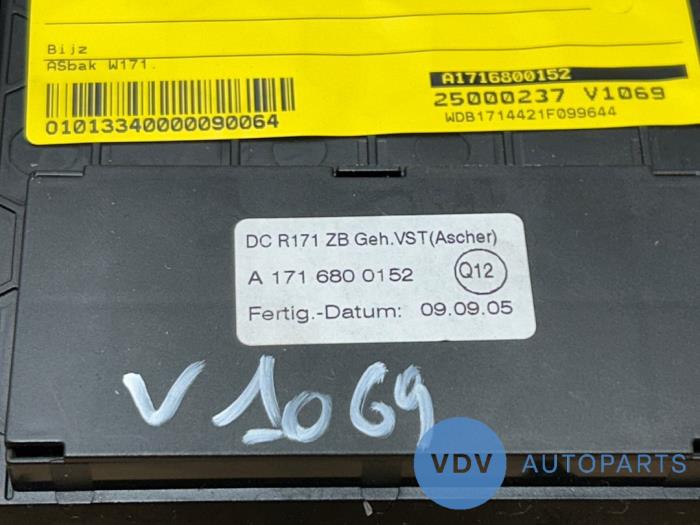 Bijz
ASbak W171.
01013340000090064
A1716800152
25000237 V1069
WDB1714421F099644
DC R171 ZB Geh.VST(Ascher)
A 171 680 0152 Q12
Fertig.-Datum: 09.09.05
V 1069
VDV AUTOPARTS